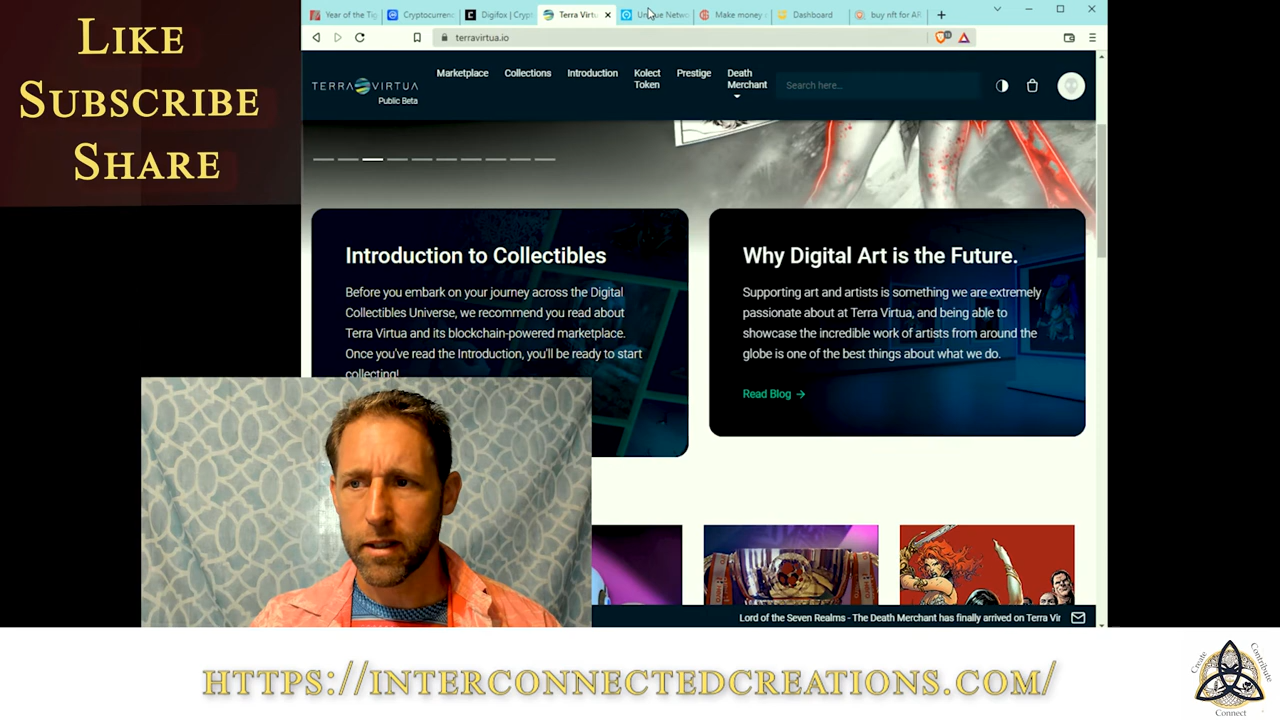 LIKE
SUBSCRIBE
SHARE
Year of the Tig
Cryptocurrenc
Digifox | Cryp
Terra Virtu
Unique Netwo
Make money
Dashboard
buy nft for AR
terravirtua.io
TERRA VIRTUA
Public Beta
Marketplace
Collections
Introduction
Kolect
Token
Prestige
Death
Merchant
Search here...
Introduction to Collectibles
Before you embark on your journey across the Digital
Collectibles Universe, we recommend you read about
Terra Virtua and its blockchain-powered marketplace.
Once you've read the Introduction, you'll be ready to start
collecting!
Why Digital Art is the Future.
Supporting art and artists is something we are extremely
passionate about at Terra Virtua, and being able to
showcase the incredible work of artists from around the
globe is one of the best things about what we do.
Read Blog →
Lord of the Seven Realms - The Death Merchant has finally arrived on Terra Vir
HTTPS://INTERCONNECTEDCREATIONS.COM/
Create
Contribute
Connect